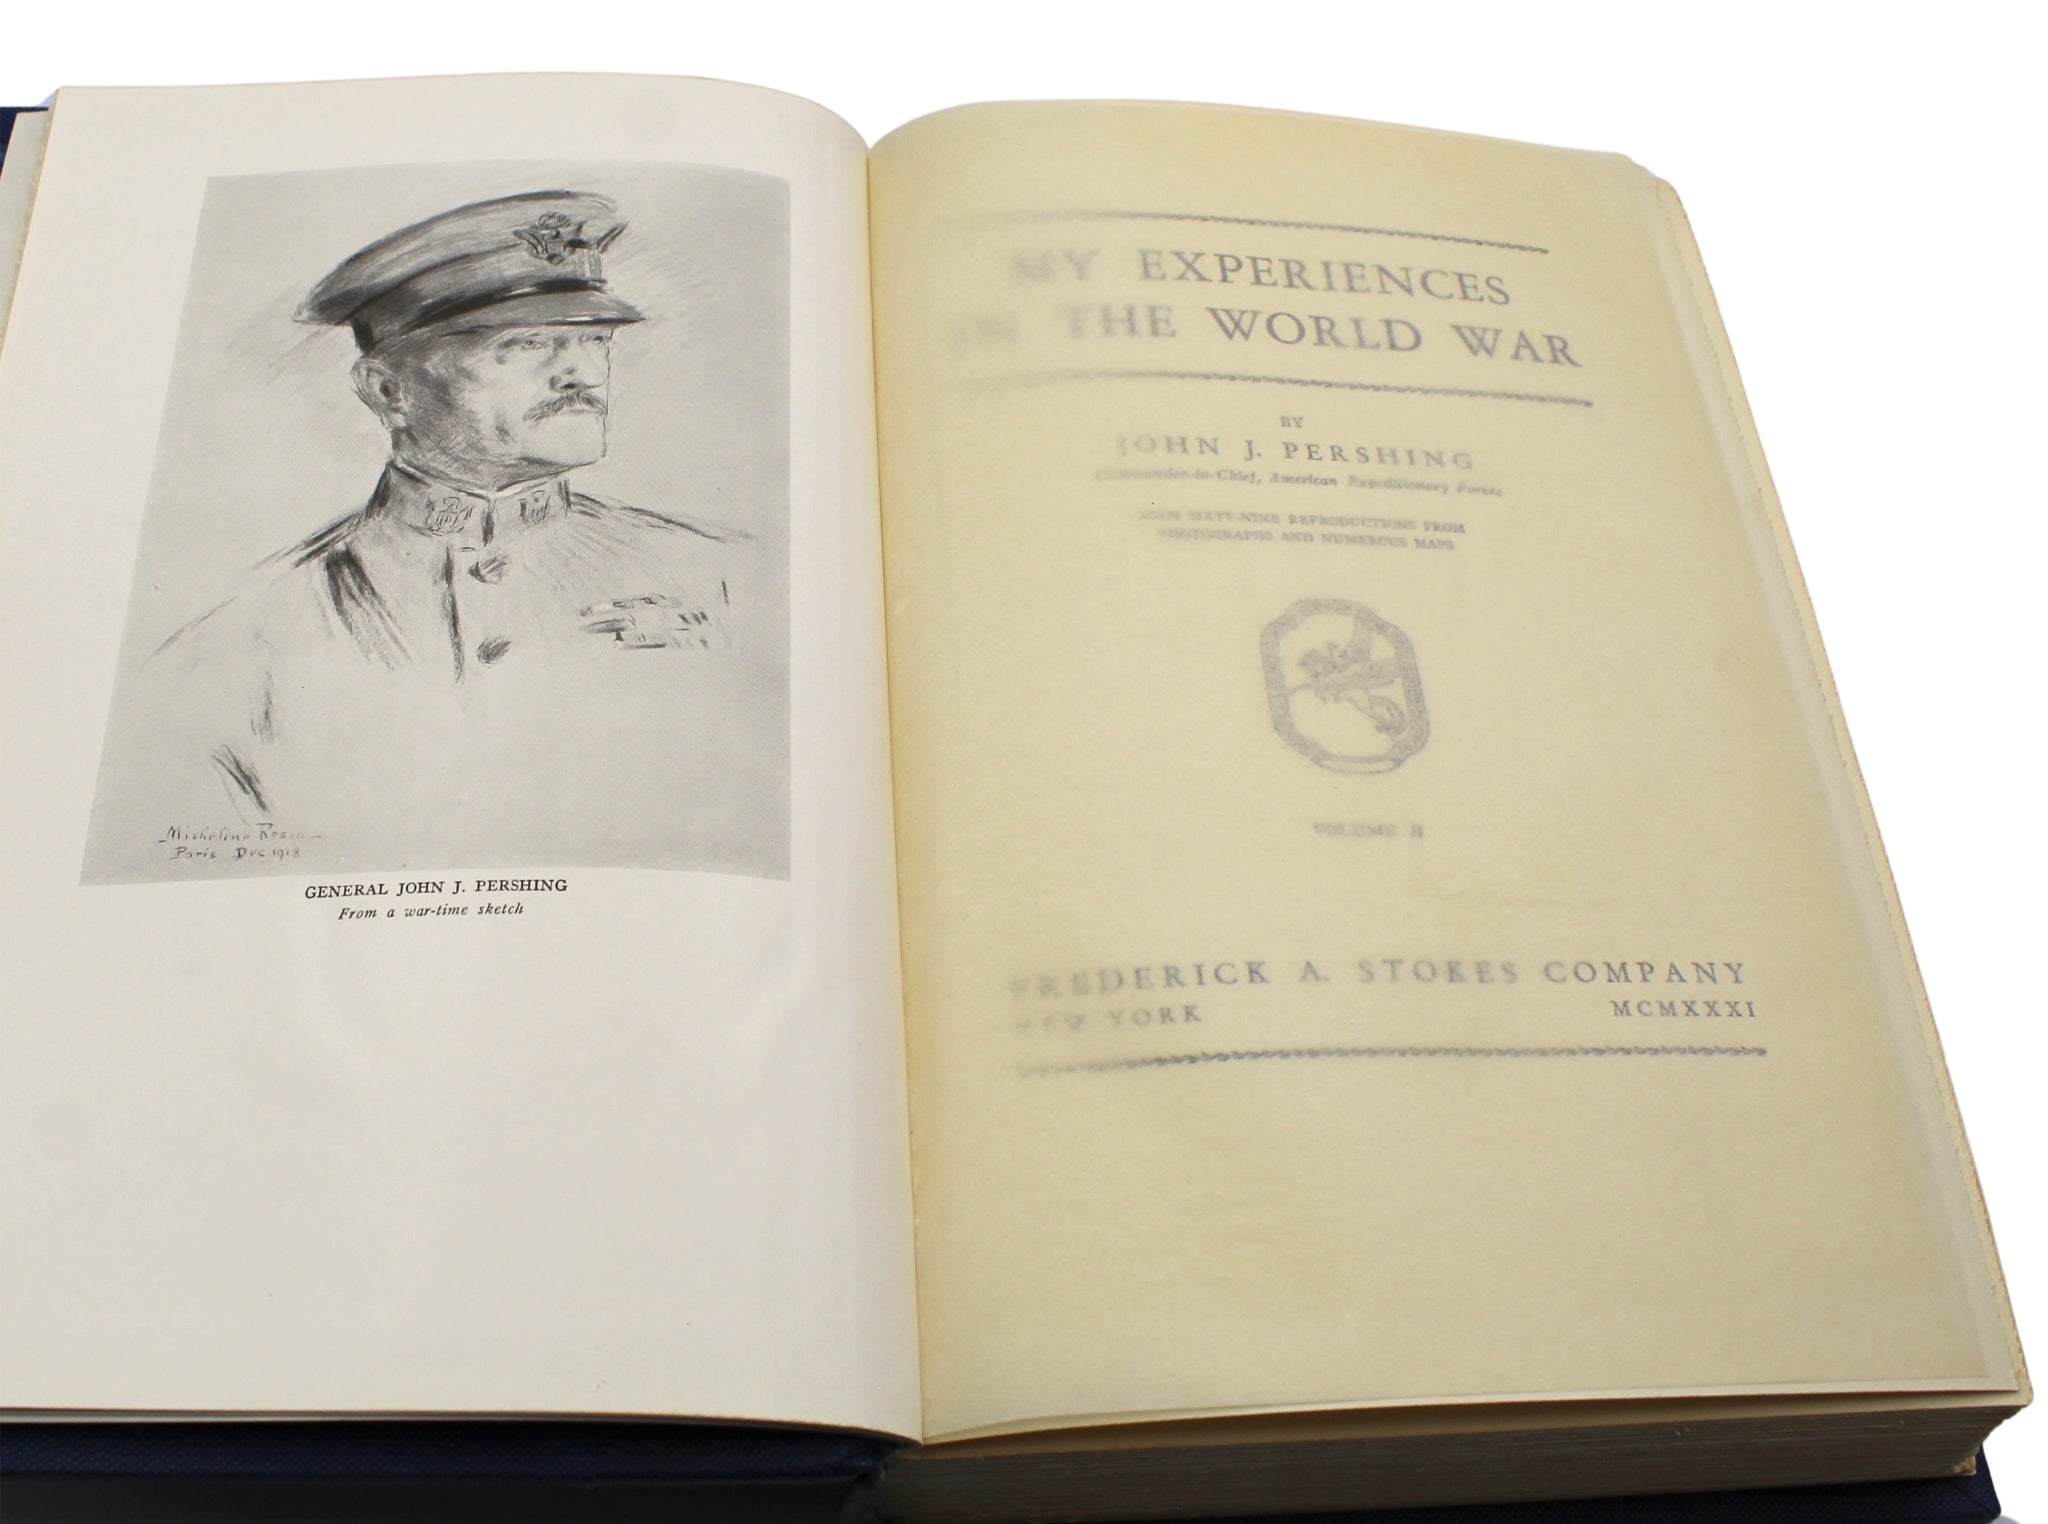 Paris Dec 1918
GENERAL JOHN J. PERSHING
From a war-time sketch
MY EXPERIENCES
IN THE WORLD WAR
BY
JOHN J. PERSHING
Commander-in-Chief, American Expeditionary Forces
WITH SIXTY-NINE REPRODUCTIONS FROM
PHOTOGRAPHS AND NUMEROUS MAPS
VOLUME II
FREDERICK A. STOKES COMPANY
NEW YORK MCMXXXI